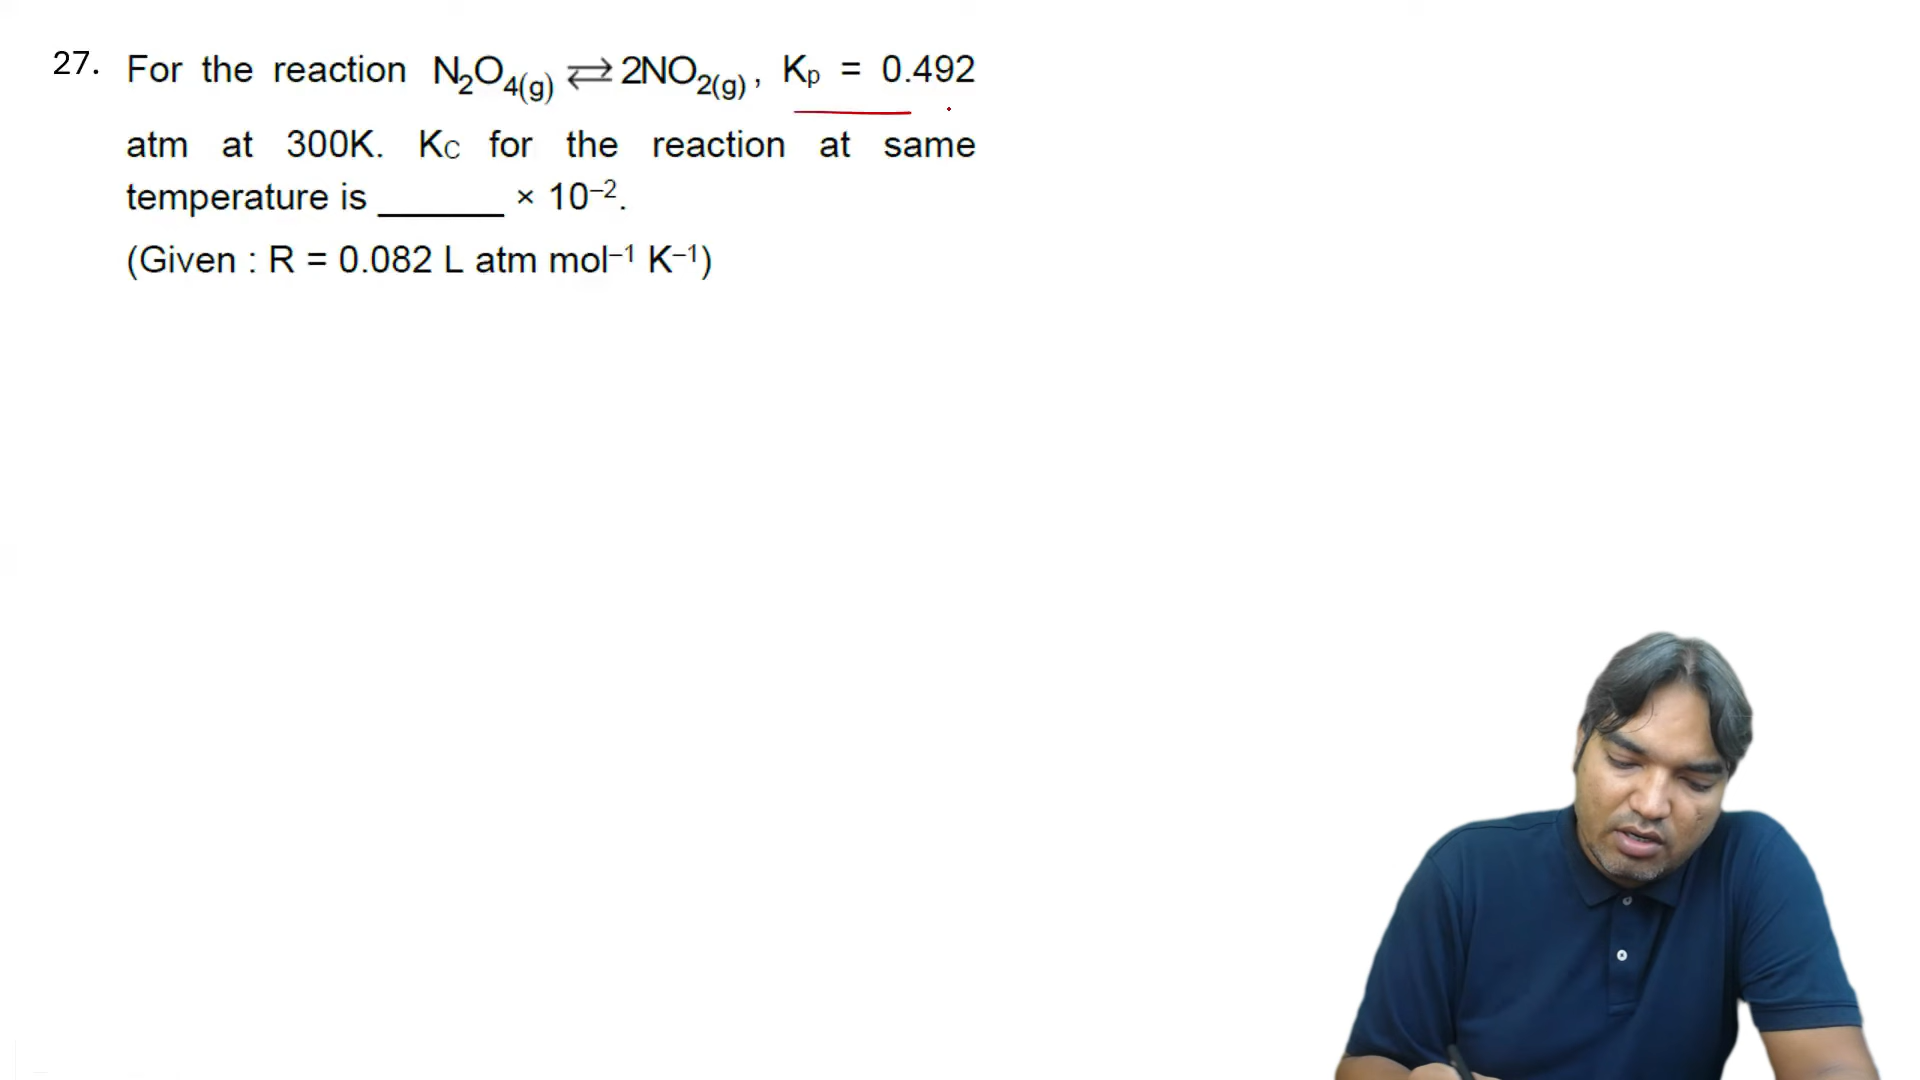 27. For the reaction N₂O₄(g) ⇄ 2NO₂(g), Kp = 0.492
atm at 300K. KC for the reaction at same
temperature is ______ × 10⁻².
(Given : R = 0.082 L atm mol⁻¹ K⁻¹)